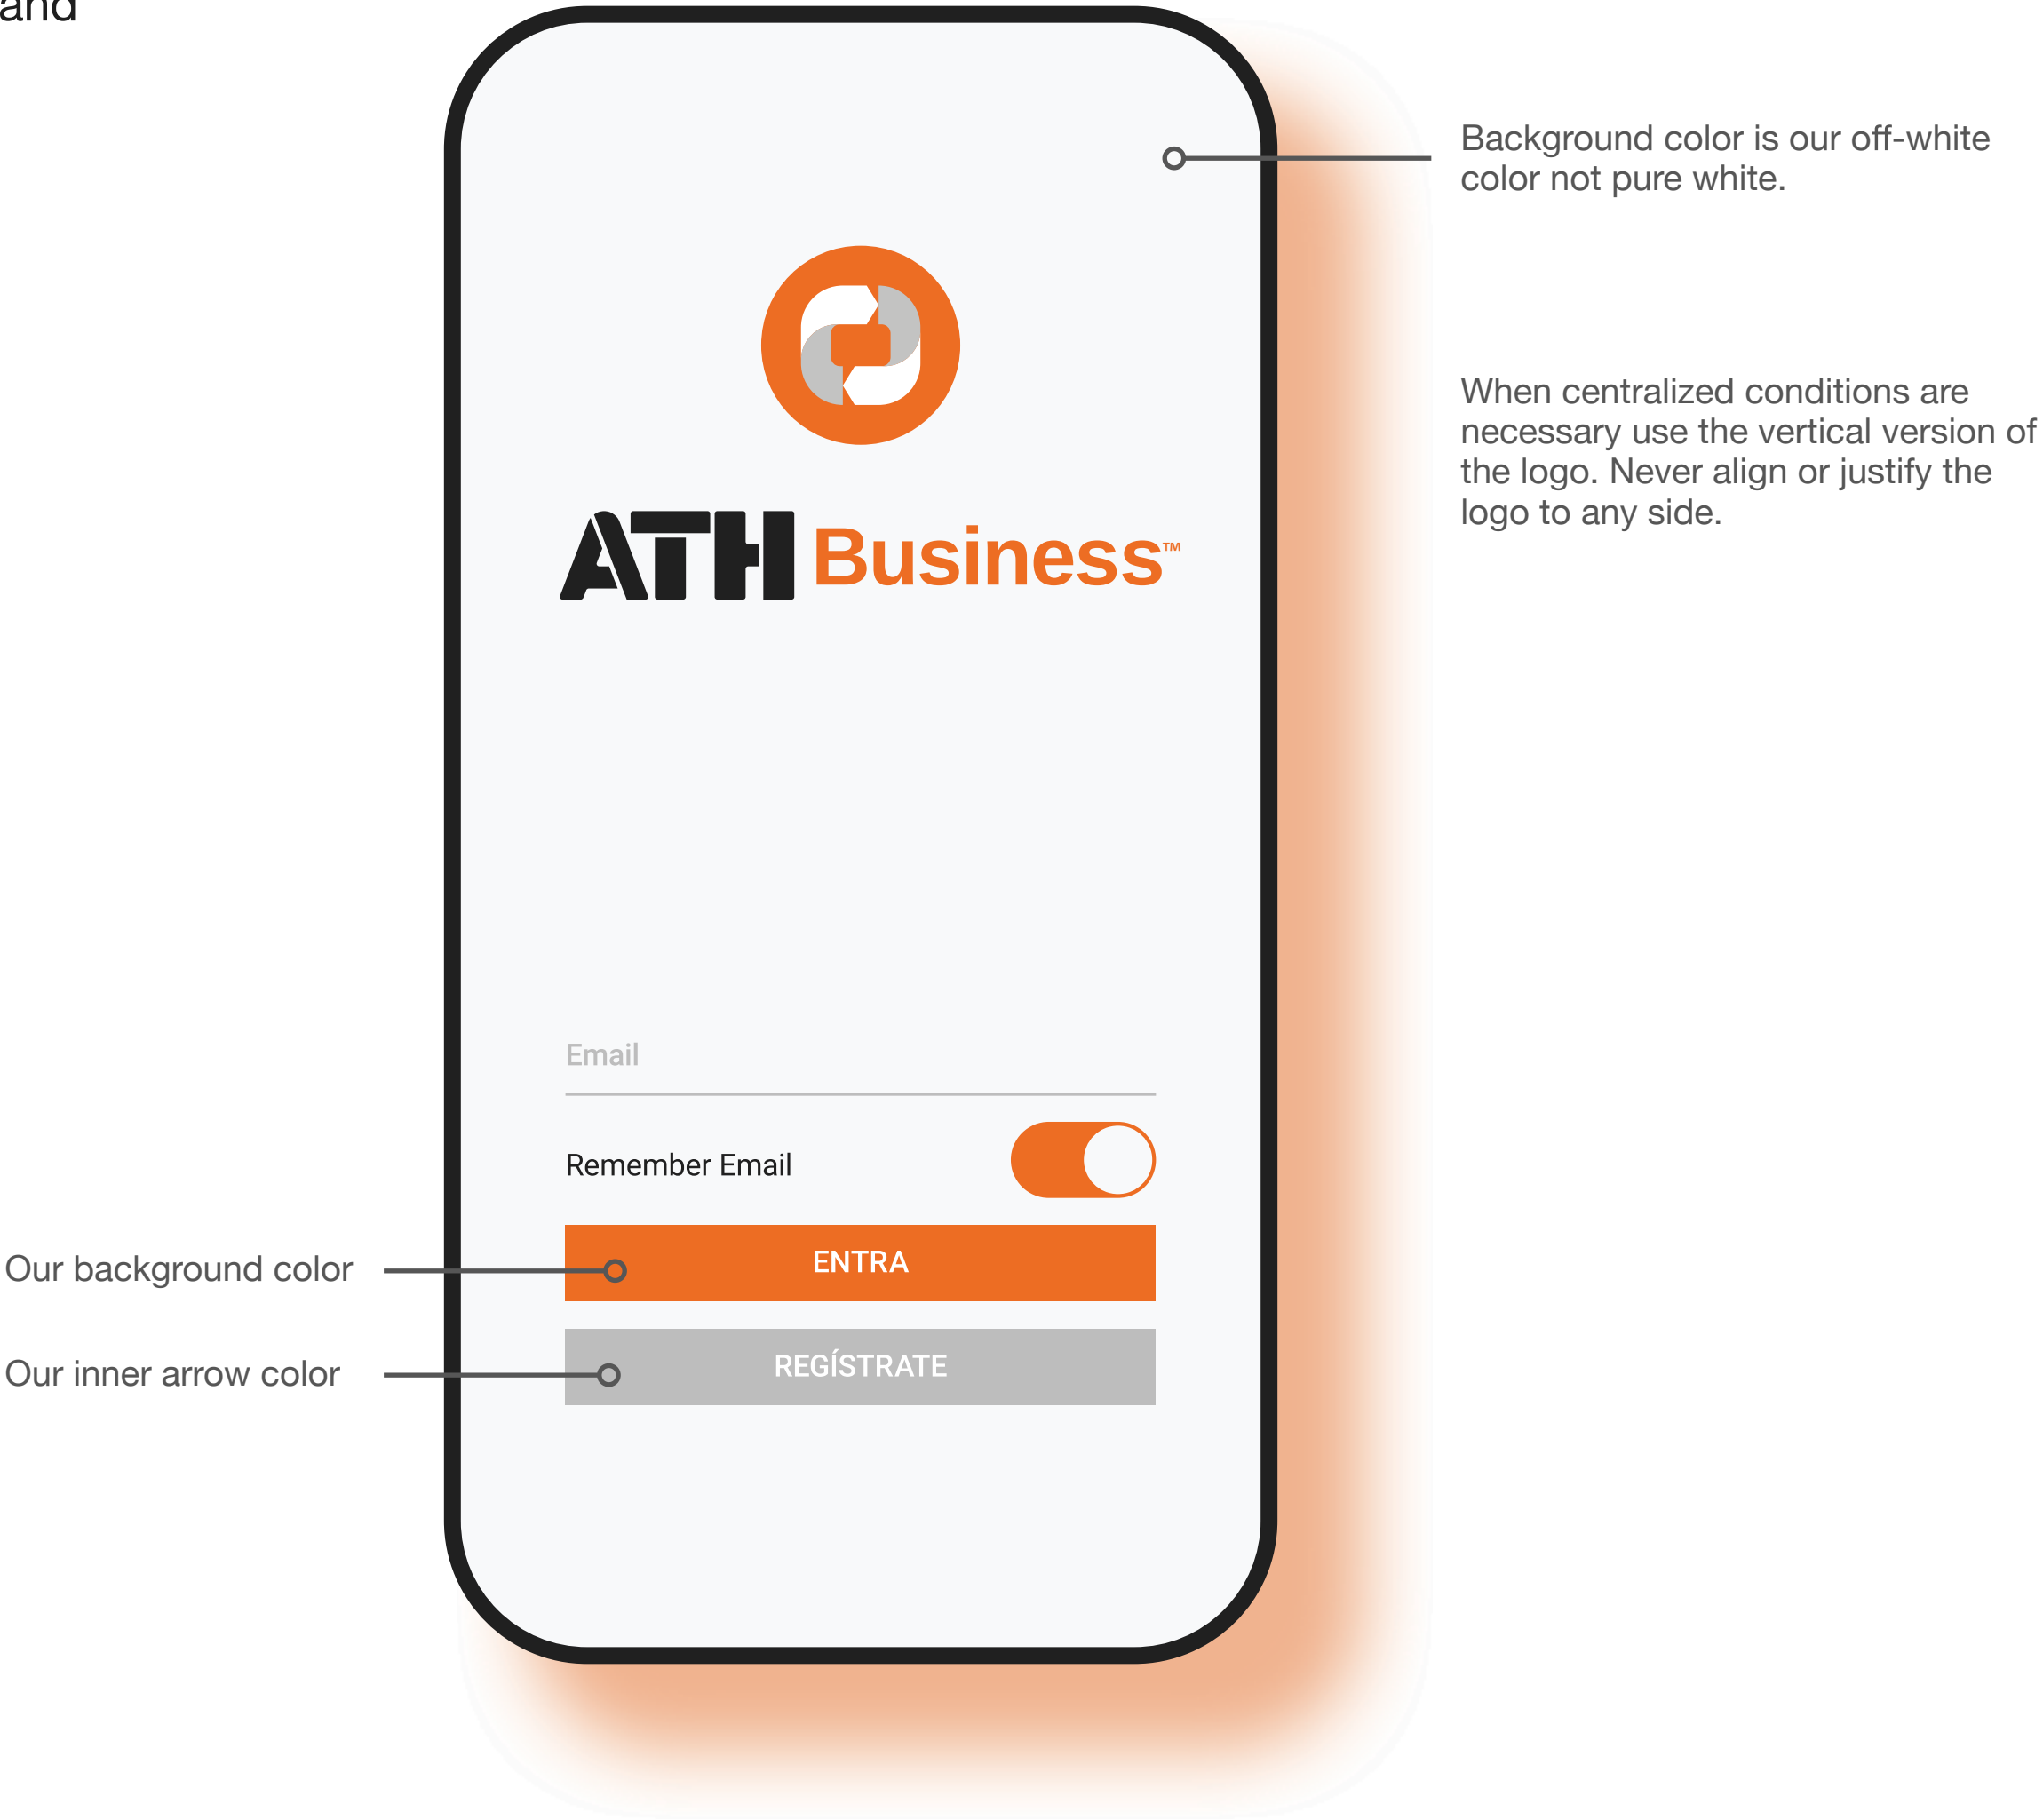 and
Background color is our off-white
color not pure white.
When centralized conditions are
necessary use the vertical version of
the logo. Never align or justify the
logo to any side.
ATH Business™
Email
Remember Email
Our background color
ENTRA
Our inner arrow color
REGÍSTRATE